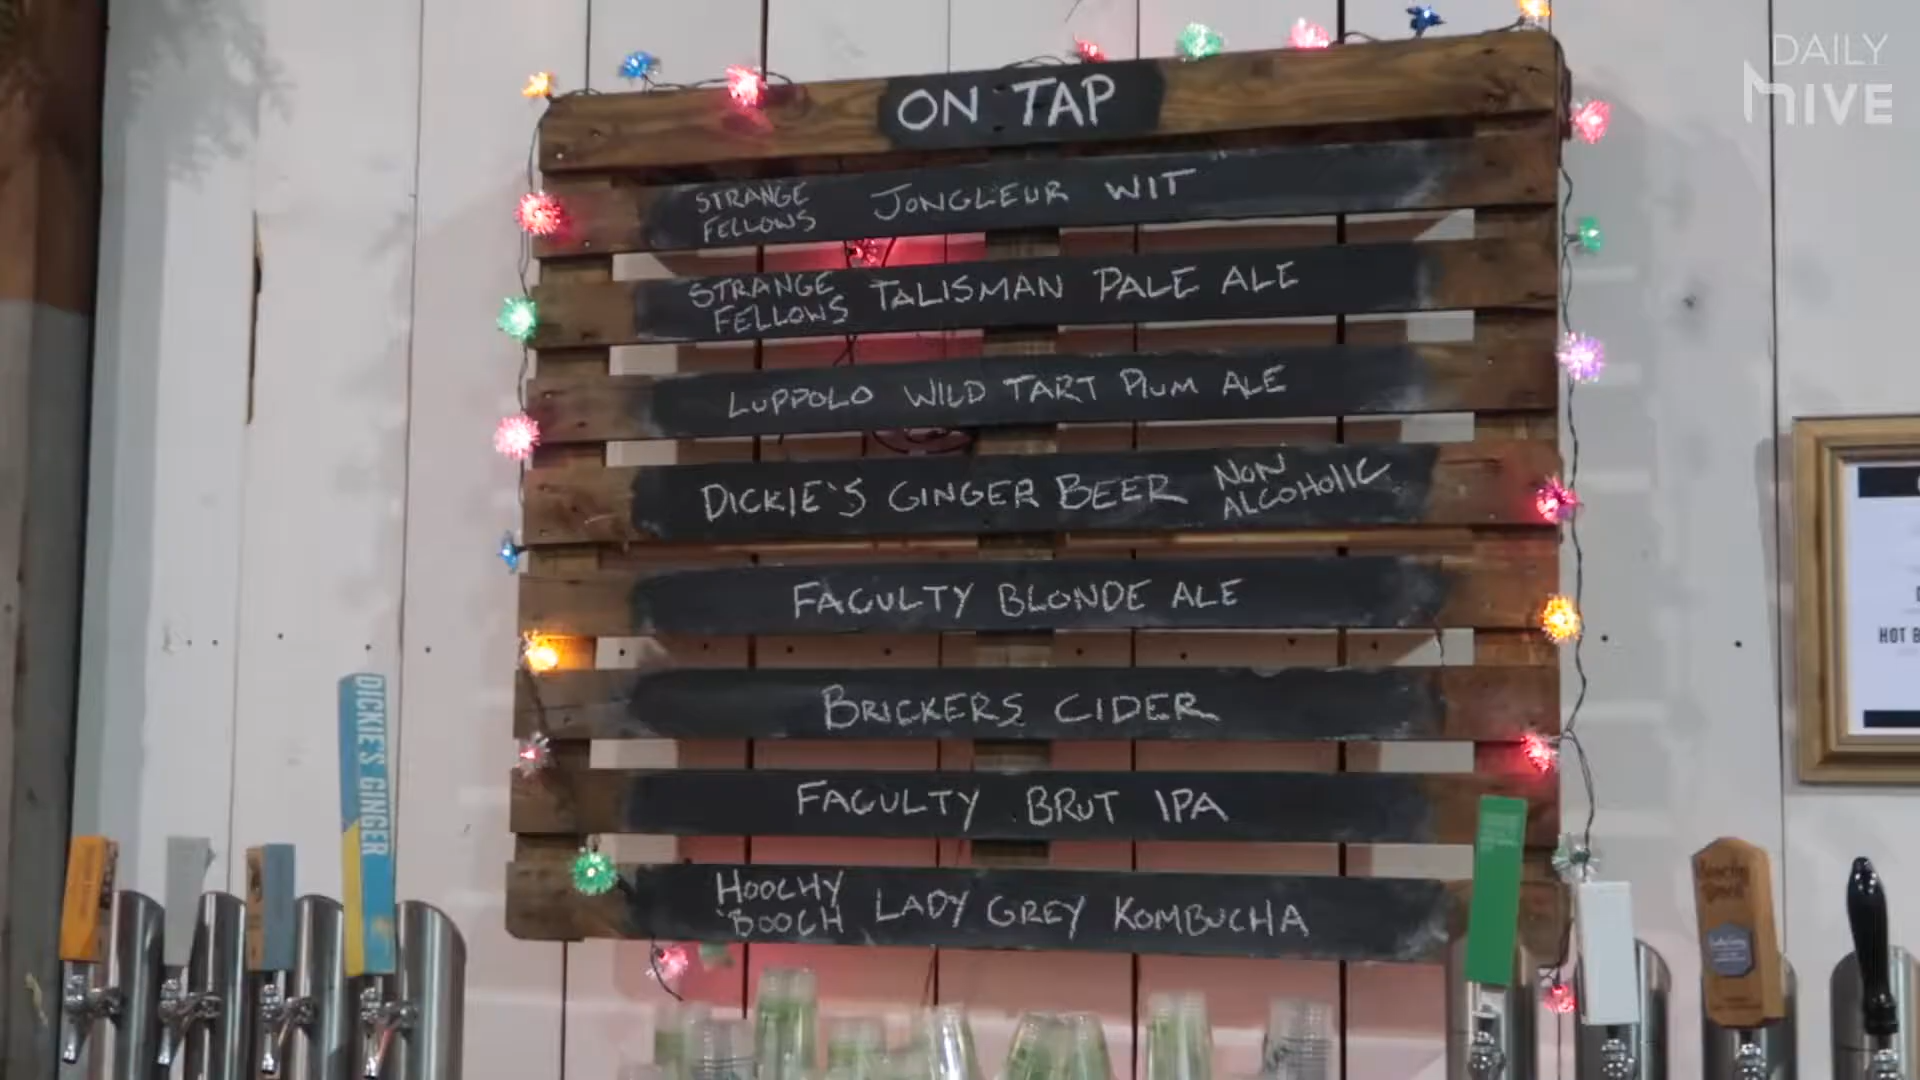 DAILY
HIVE
ON TAP
STRANGE
FELLOWS
JONGLEUR WIT
STRANGE
FELLOWS
TALISMAN PALE ALE
LUPPOLO WILD TART PLUM ALE
DICKIE'S GINGER BEER
NON
ALCOHOLIC
FACULTY BLONDE ALE
BRICKERS CIDER
FACULTY BRUT IPA
HOOCHY
'BOOCH
LADY GREY KOMBUCHA
DICKIE'S GINGER
HOT